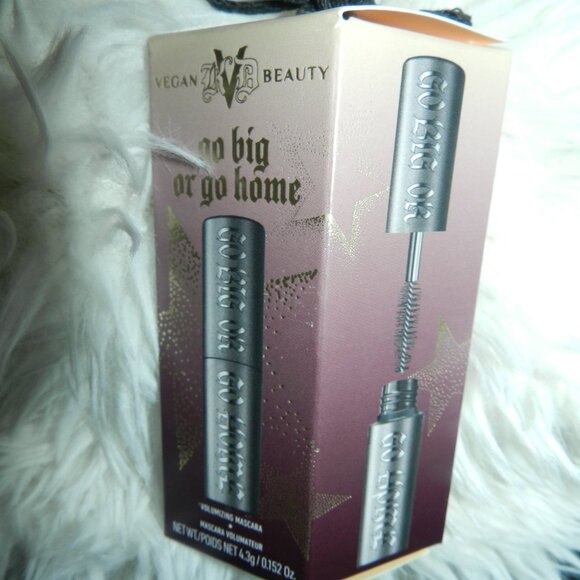 VEGAN KVD BEAUTY
go big
or go home
GO BIG OR
GO HOME
VOLUMIZING MASCARA
•
MASCARA VOLUMATEUR
NET WT/POIDS NET 4.3g / 0.152 Oz.
GO BIG OR
GO HOME